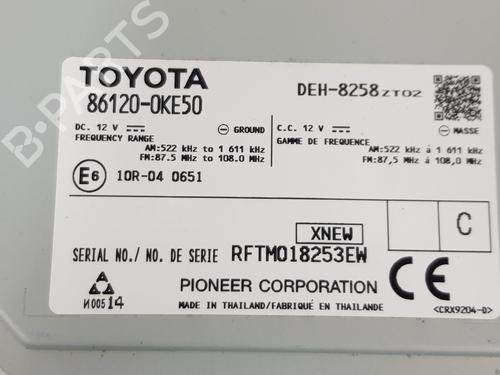 TOYOTA
86120-0KE50
DEH-8258ZT02
DC. 12 V
GROUND
FREQUENCY RANGE
AM:522 kHz to 1 611 kHz
FM:87.5 MHz to 108.0 MHz
C.C. 12 V
MASSE
GAMME DE FREQUENCE
AM:522 kHz á 1 611 kHz
FM:87,5 MHz á 108,0 MHz
E6 10R-04 0651
C
XNEW
SERIAL NO./ NO. DE SERIE RFTM018253EW
PIONEER CORPORATION
CE
И00514
MADE IN THAILAND/FABRIQUÉ EN THAILANDE
<CRX9204-D>
B-PARTS